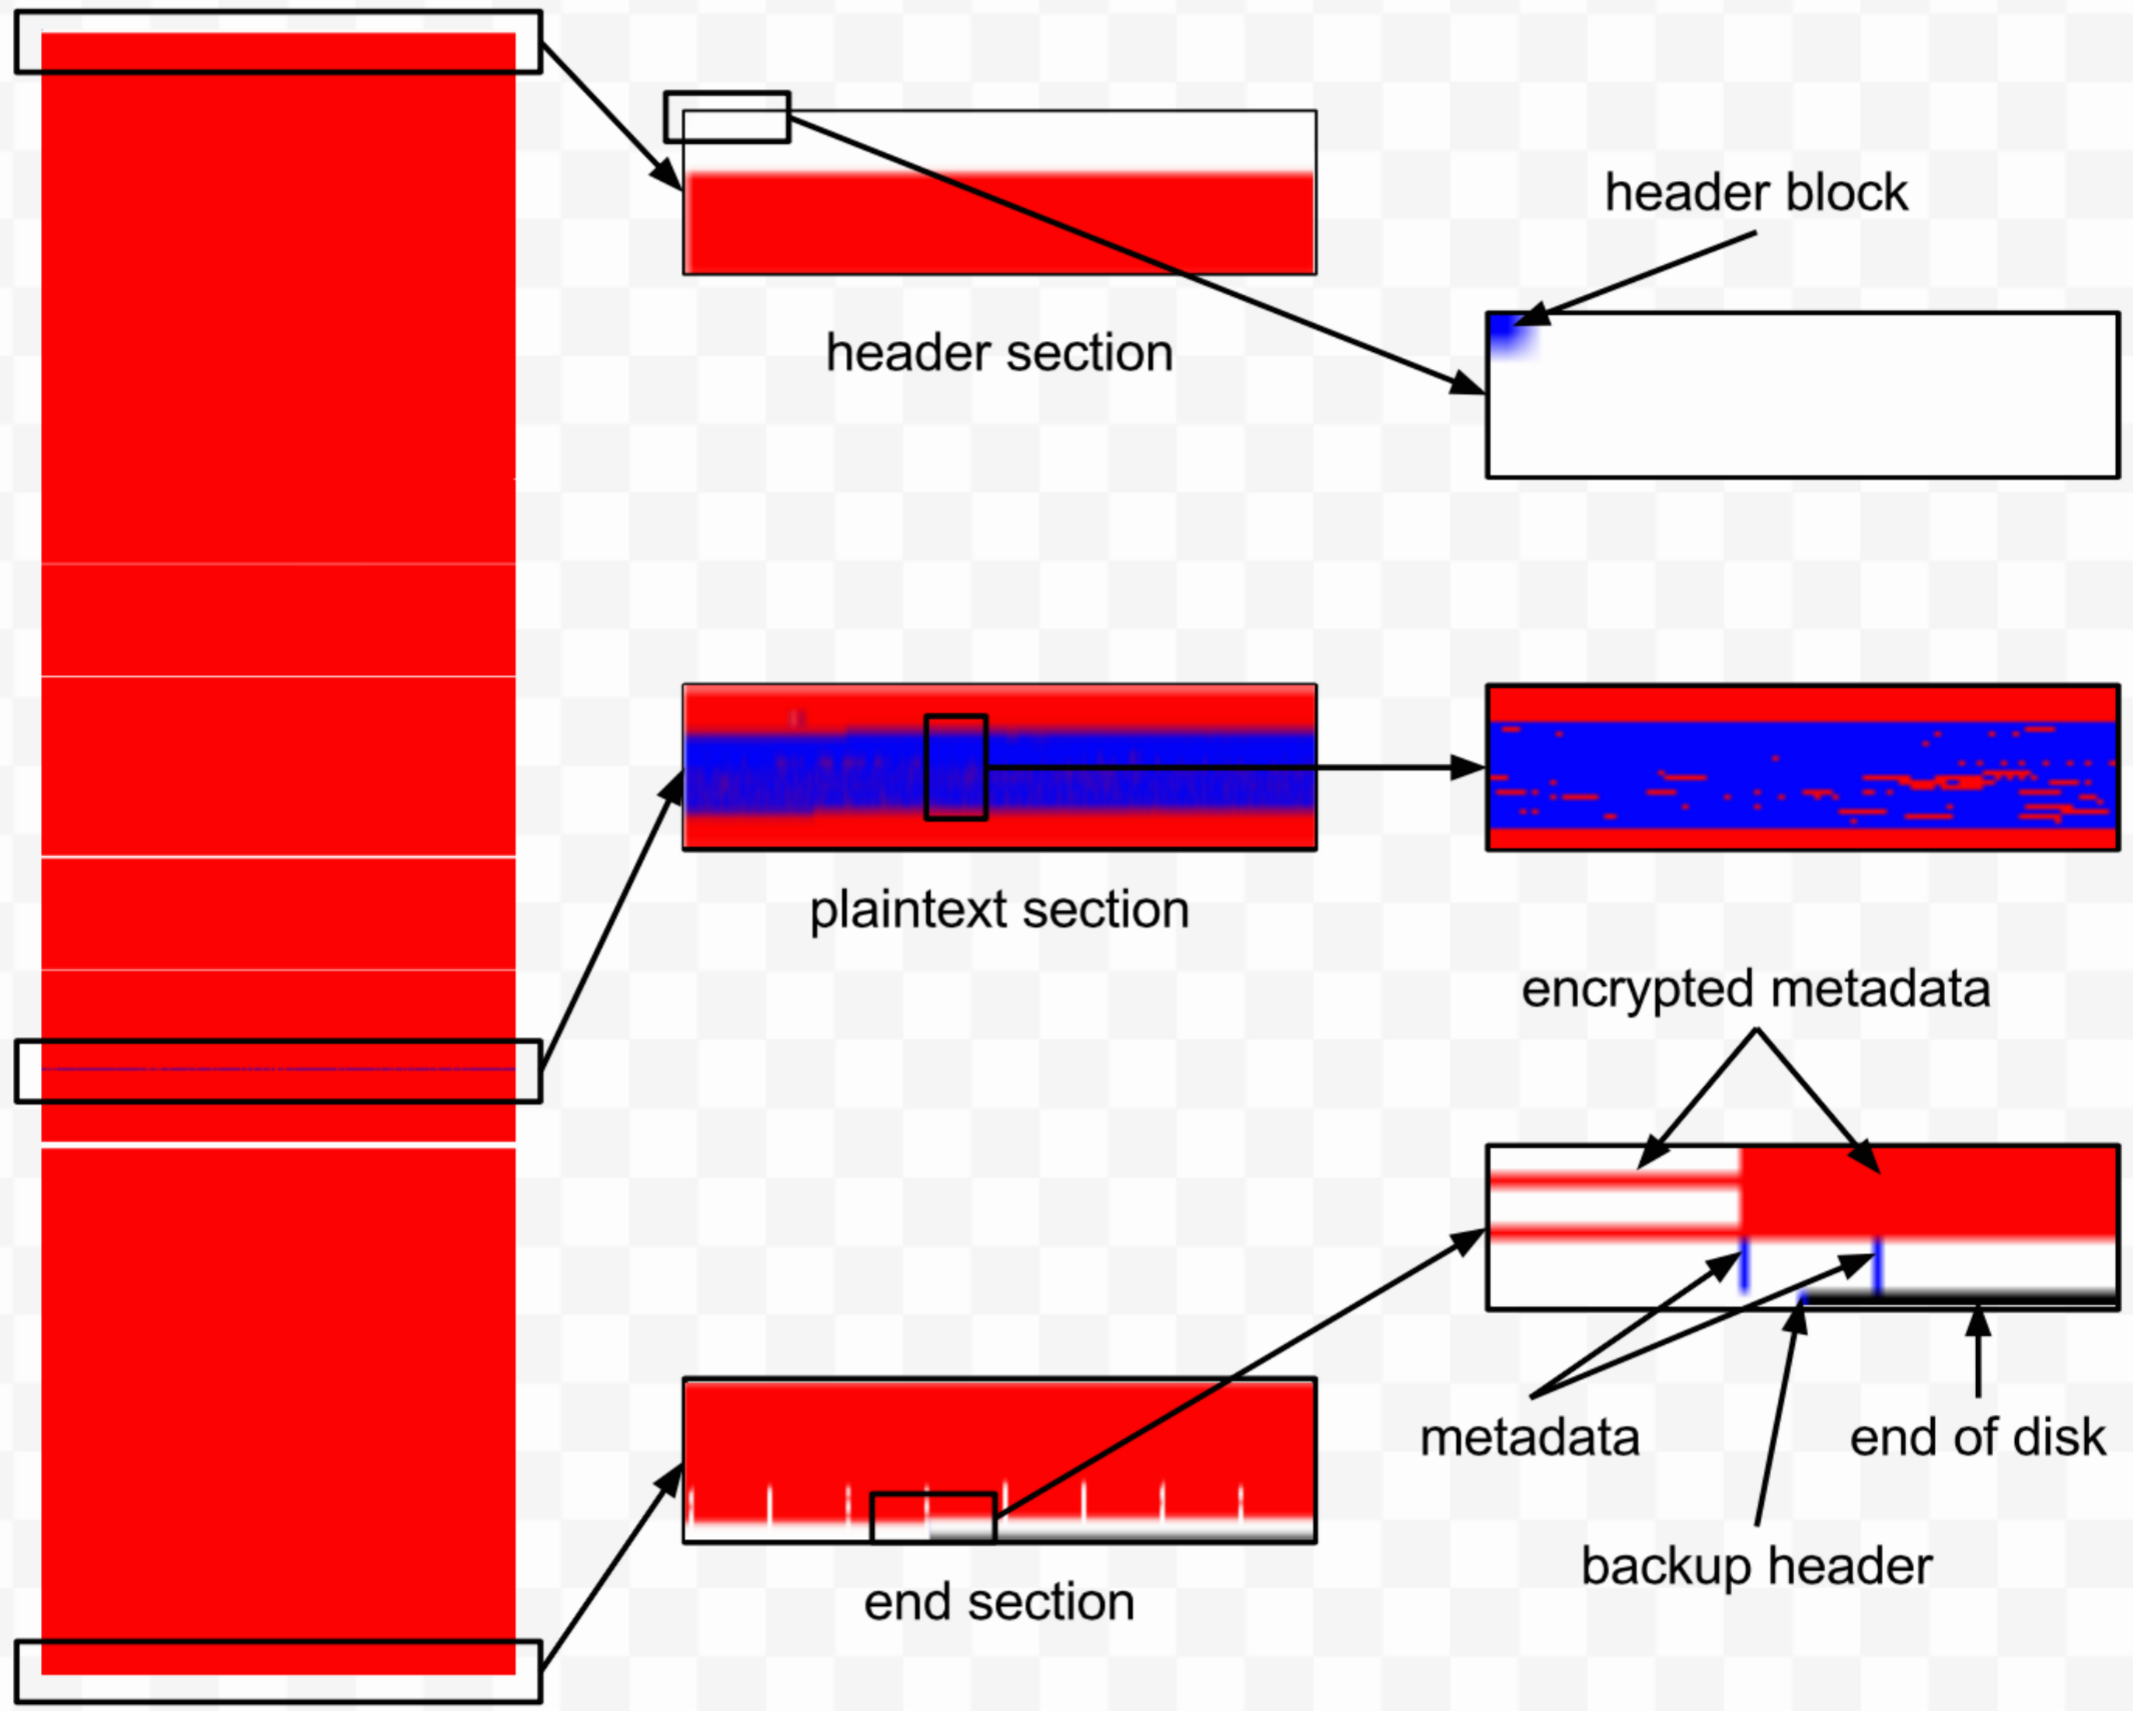 header block
header section
plaintext section
encrypted metadata
metadata
end of disk
backup header
end section